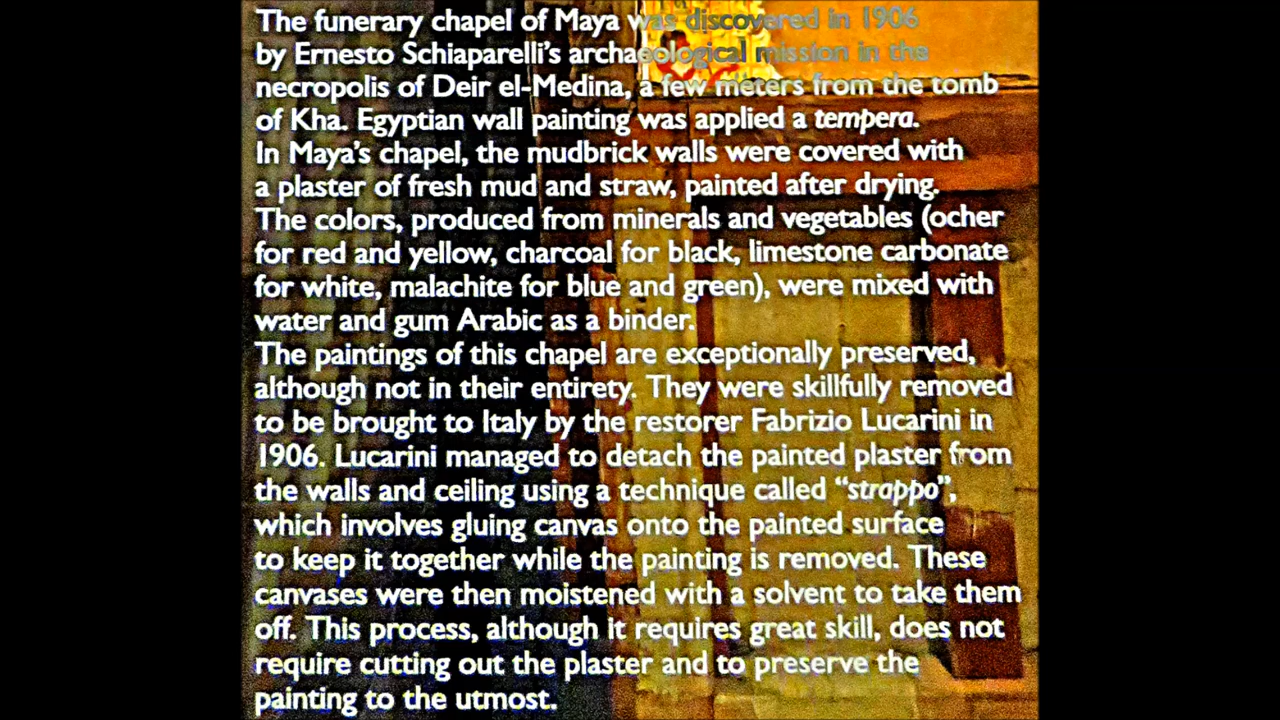 The funerary chapel of Maya was discovered in 1906
by Ernesto Schiaparelli's archaeological mission in the
necropolis of Deir el-Medina, a few meters from the tomb
of Kha. Egyptian wall painting was applied a tempera.
In Maya's chapel, the mudbrick walls were covered with
a plaster of fresh mud and straw, painted after drying.
The colors, produced from minerals and vegetables (ocher
for red and yellow, charcoal for black, limestone carbonate
for white, malachite for blue and green), were mixed with
water and gum Arabic as a binder.
The paintings of this chapel are exceptionally preserved,
although not in their entirety. They were skillfully removed
to be brought to Italy by the restorer Fabrizio Lucarini in
1906. Lucarini managed to detach the painted plaster from
the walls and ceiling using a technique called “strappo”,
which involves gluing canvas onto the painted surface
to keep it together while the painting is removed. These
canvases were then moistened with a solvent to take them
off. This process, although it requires great skill, does not
require cutting out the plaster and to preserve the
painting to the utmost.